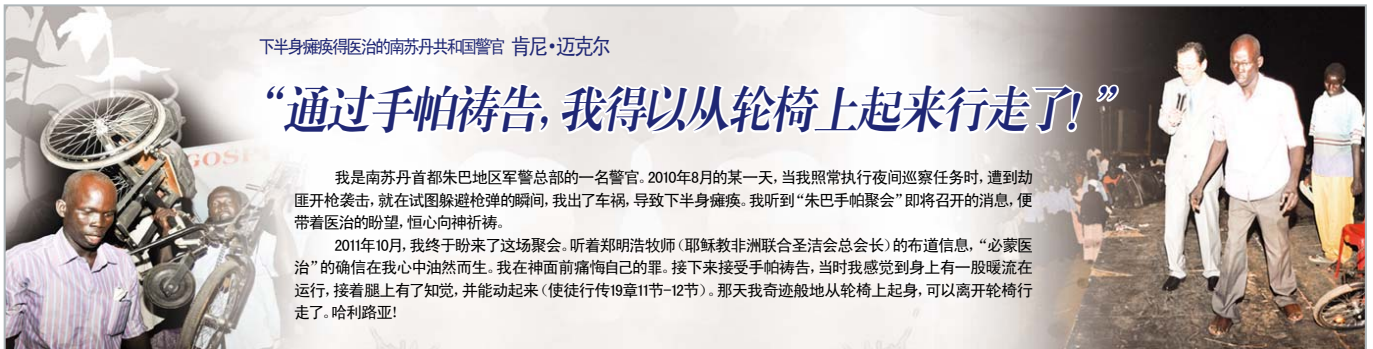 下半身瘫痪得医治的南苏丹共和国警官 肯尼·迈克尔
“通过手帕祷告，我得以从轮椅上起来行走了！”
GOSP
我是南苏丹首都朱巴地区军警总部的一名警官。2010年8月的某一天，当我照常执行夜间巡察任务时，遭到劫
匪开枪袭击，就在试图躲避枪弹的瞬间，我出了车祸，导致下半身瘫痪。我听到“朱巴手帕聚会”即将召开的消息，便
带着医治的盼望，恒心向神祈祷。
2011年10月，我终于盼来了这场聚会。听着郑明浩牧师（耶稣教非洲联合圣洁会总会长）的布道信息，“必蒙医
治”的确信在我心中油然而生。我在神面前痛悔自己的罪。接下来接受手帕祷告，当时我感觉到身上有一股暖流在
运行，接着腿上有了知觉，并能动起来（使徒行传19章11节-12节）。那天我奇迹般地从轮椅上起身，可以离开轮椅行
走了。哈利路亚！